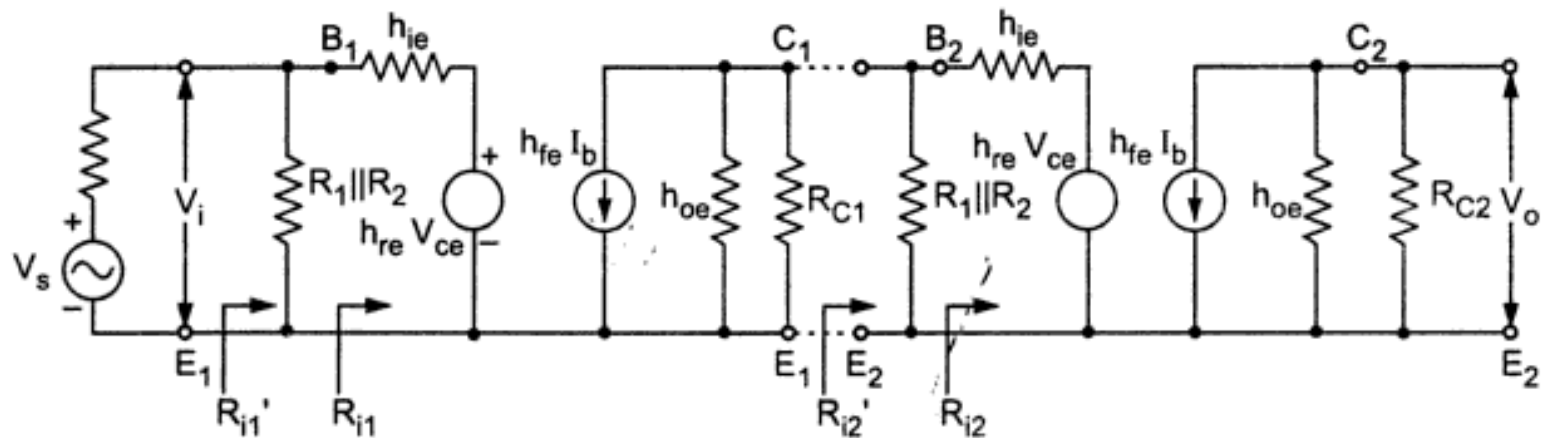 B₁ hᵢₑ C₁ B₂ hᵢₑ C₂
+ Vₛ − Vᵢ R₁||R₂ hᵣₑ V꜀ₑ + − hfe Ib hₒₑ RC1 R₁||R₂ hre Vce hfe Ib hoe RC2 Vo
E₁ E₁ E₂ E₂
Rᵢ₁' Rᵢ₁ Rᵢ₂' Rᵢ₂